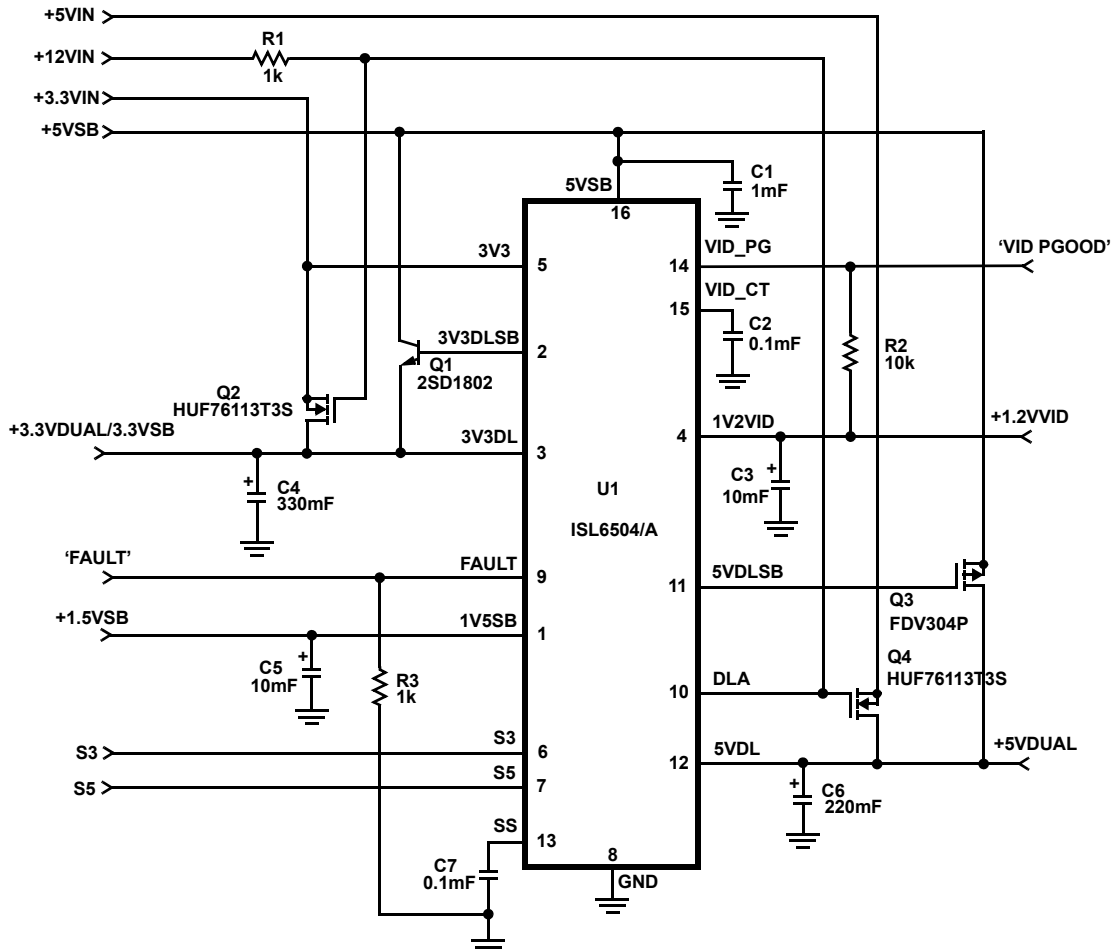 +5VIN
+12VIN
R1
1k
+3.3VIN
+5VSB
C1
1mF
5VSB
16
3V3
5
VID_PG
14
'VID PGOOD'
VID_CT
15
C2
0.1mF
R2
10k
3V3DLSB
2
Q1
2SD1802
Q2
HUF76113T3S
+3.3VDUAL/3.3VSB
3V3DL
3
1V2VID
4
+1.2VVID
C3
+
10mF
+
C4
330mF
U1
ISL6504/A
'FAULT'
FAULT
9
5VDLSB
11
Q3
FDV304P
+1.5VSB
1V5SB
1
+
C5
10mF
R3
1k
Q4
HUF76113T3S
DLA
10
S3
S3
6
S5
S5
7
5VDL
12
+5VDUAL
+
C6
220mF
SS
13
C7
0.1mF
8
GND